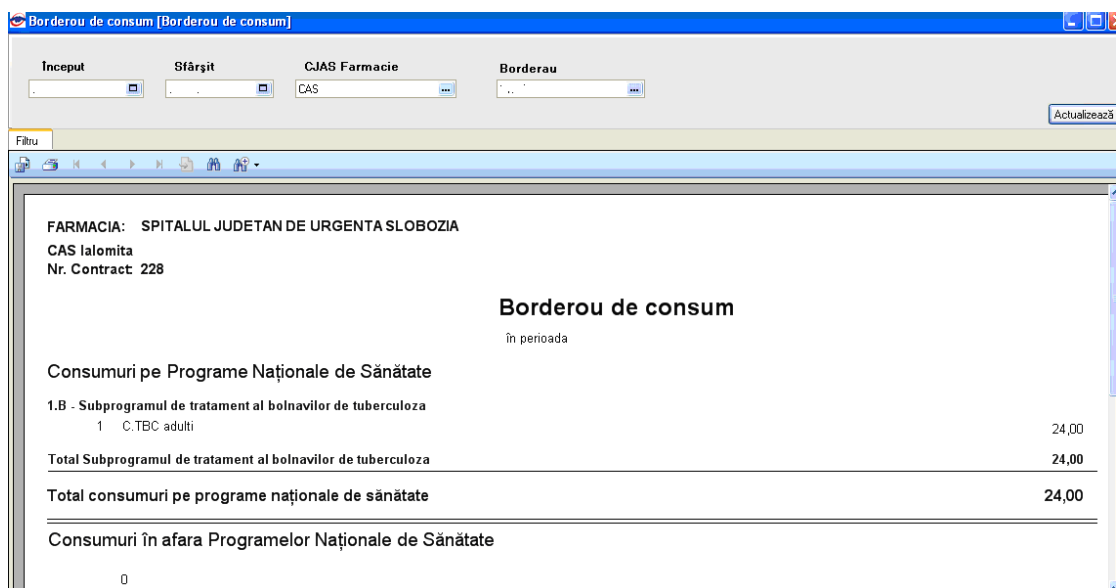 Borderou de consum [Borderou de consum]
Început Sfârșit CJAS Farmacie Borderau
CAS
Actualizează
Filtru
FARMACIA: SPITALUL JUDETAN DE URGENTA SLOBOZIA
CAS Ialomita
Nr. Contract: 228
Borderou de consum
în perioada
Consumuri pe Programe Naționale de Sănătate
1.B - Subprogramul de tratament al bolnavilor de tuberculoza
1 C.TBC adulti 24,00
Total Subprogramul de tratament al bolnavilor de tuberculoza 24,00
Total consumuri pe programe naționale de sănătate 24,00
Consumuri în afara Programelor Naționale de Sănătate
0